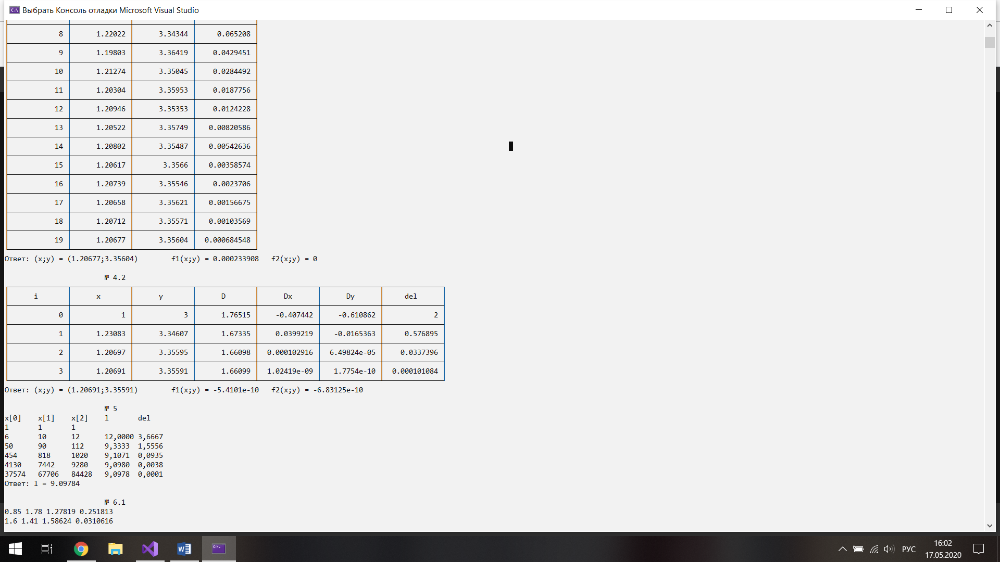 Выбрать Консоль отладки Microsoft Visual Studio
8 1.22022 3.34344 0.065208
9 1.19803 3.36419 0.0429451
10 1.21274 3.35045 0.0284492
11 1.20304 3.35953 0.0187756
12 1.20946 3.35353 0.0124228
13 1.20522 3.35749 0.00820586
14 1.20802 3.35487 0.00542636
15 1.20617 3.3566 0.00358574
16 1.20739 3.35546 0.0023706
17 1.20658 3.35621 0.00156675
18 1.20712 3.35571 0.00103569
19 1.20677 3.35604 0.000684548
Ответ: (x;y) = (1.20677;3.35604) f1(x;y) = 0.000233908 f2(x;y) = 0
№ 4.2
i x y D Dx Dy del
0 1 3 1.76515 -0.407442 -0.610862 2
1 1.23083 3.34607 1.67335 0.0399219 -0.0165363 0.576895
2 1.20697 3.35595 1.66098 0.000102916 6.49824e-05 0.0337396
3 1.20691 3.35591 1.66099 1.02419e-09 1.7754e-10 0.000101084
Ответ: (x;y) = (1.20691;3.35591) f1(x;y) = -5.4101e-10 f2(x;y) = -6.83125e-10
№ 5
x[0] x[1] x[2] l del
1 1 1
6 10 12 12,0000 3,6667
50 90 112 9,3333 1,5556
454 818 1020 9,1071 0,0935
4130 7442 9280 9,0980 0,0038
37574 67706 84428 9,0978 0,0001
Ответ: l = 9.09784
№ 6.1
0.85 1.78 1.27819 0.251813
1.6 1.41 1.58624 0.0310616
РУС
16:02
17.05.2020